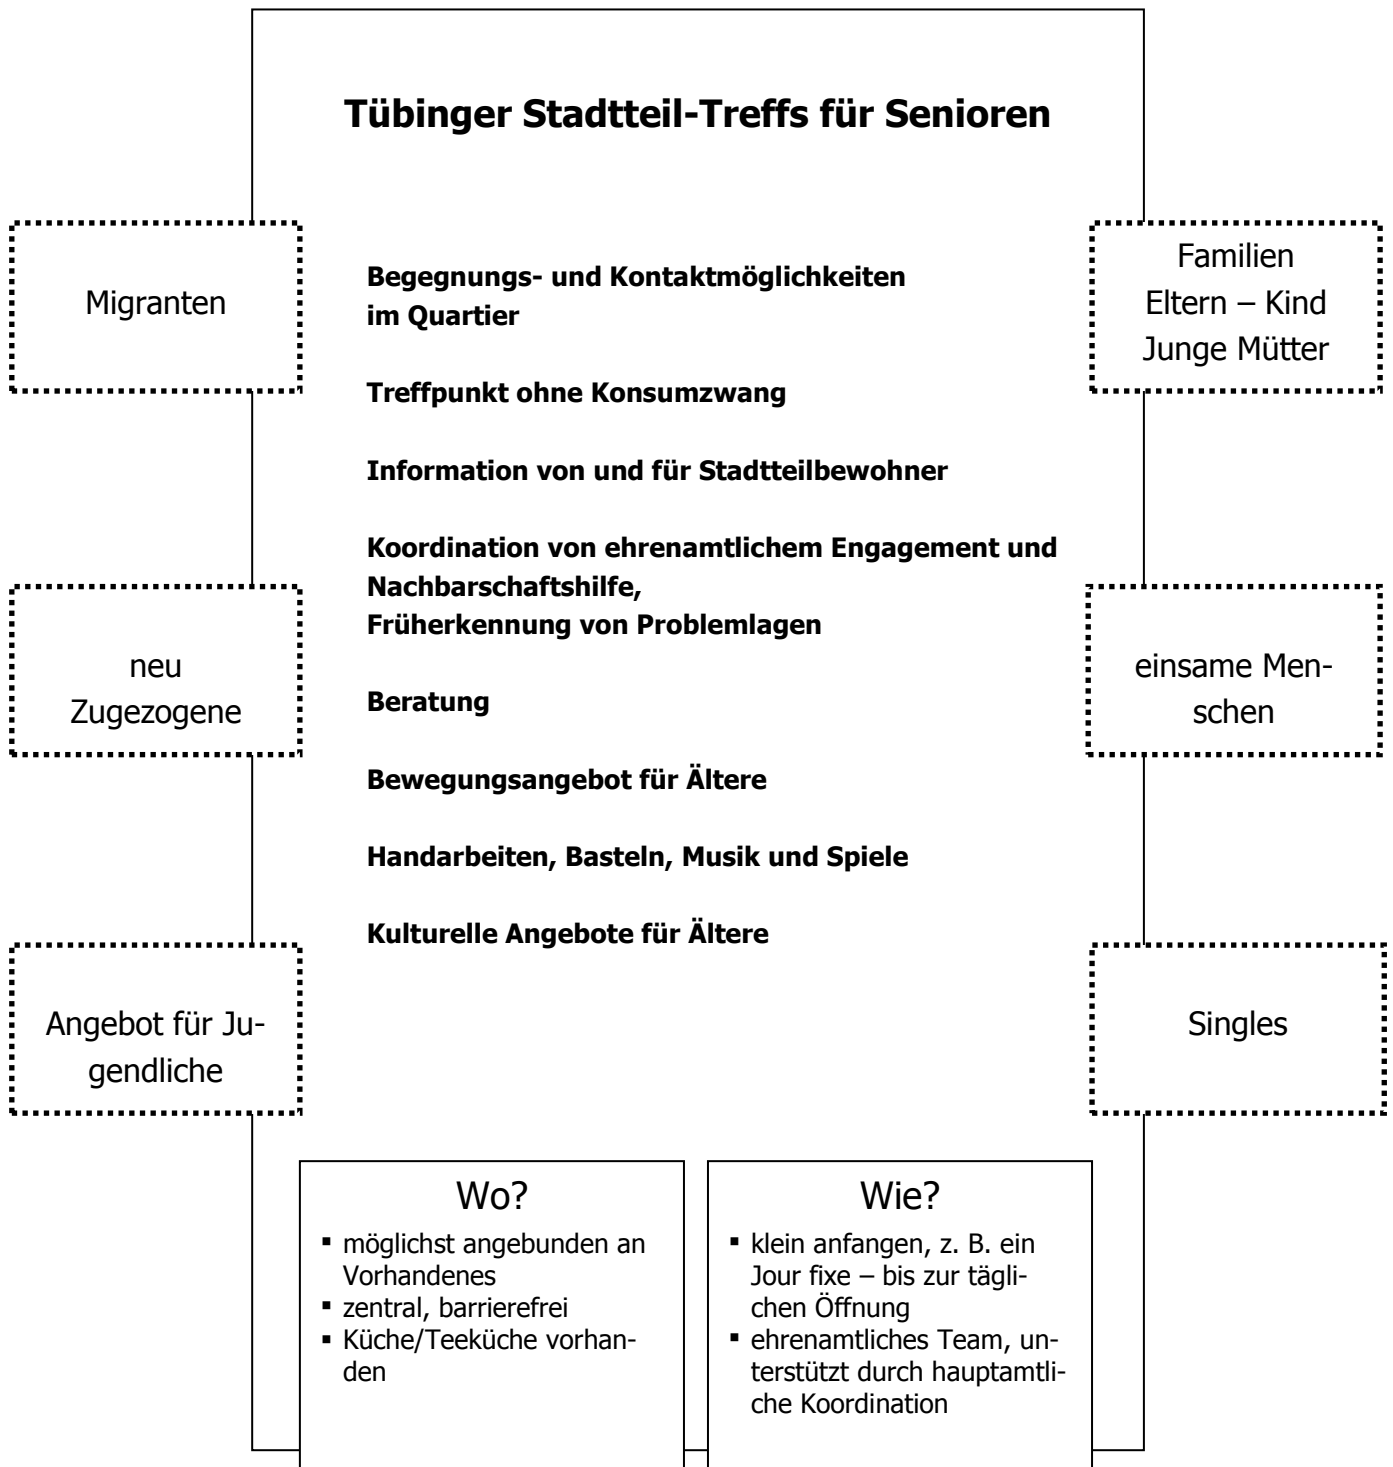 Tübinger Stadtteil-Treffs für Senioren
Migranten
Begegnungs- und Kontaktmöglichkeiten
im Quartier
Treffpunkt ohne Konsumzwang
Information von und für Stadtteilbewohner
Koordination von ehrenamtlichem Engagement und
Nachbarschaftshilfe,
Früherkennung von Problemlagen
Beratung
Bewegungsangebot für Ältere
Handarbeiten, Basteln, Musik und Spiele
Kulturelle Angebote für Ältere
Familien
Eltern – Kind
Junge Mütter
neu
Zugezogene
einsame Men-
schen
Angebot für Ju-
gendliche
Singles
Wo?
▪ möglichst angebunden an
Vorhandenes
▪ zentral, barrierefrei
▪ Küche/Teeküche vorhan-
den
Wie?
▪ klein anfangen, z. B. ein
Jour fixe – bis zur tägli-
chen Öffnung
▪ ehrenamtliches Team, un-
terstützt durch hauptamtli-
che Koordination